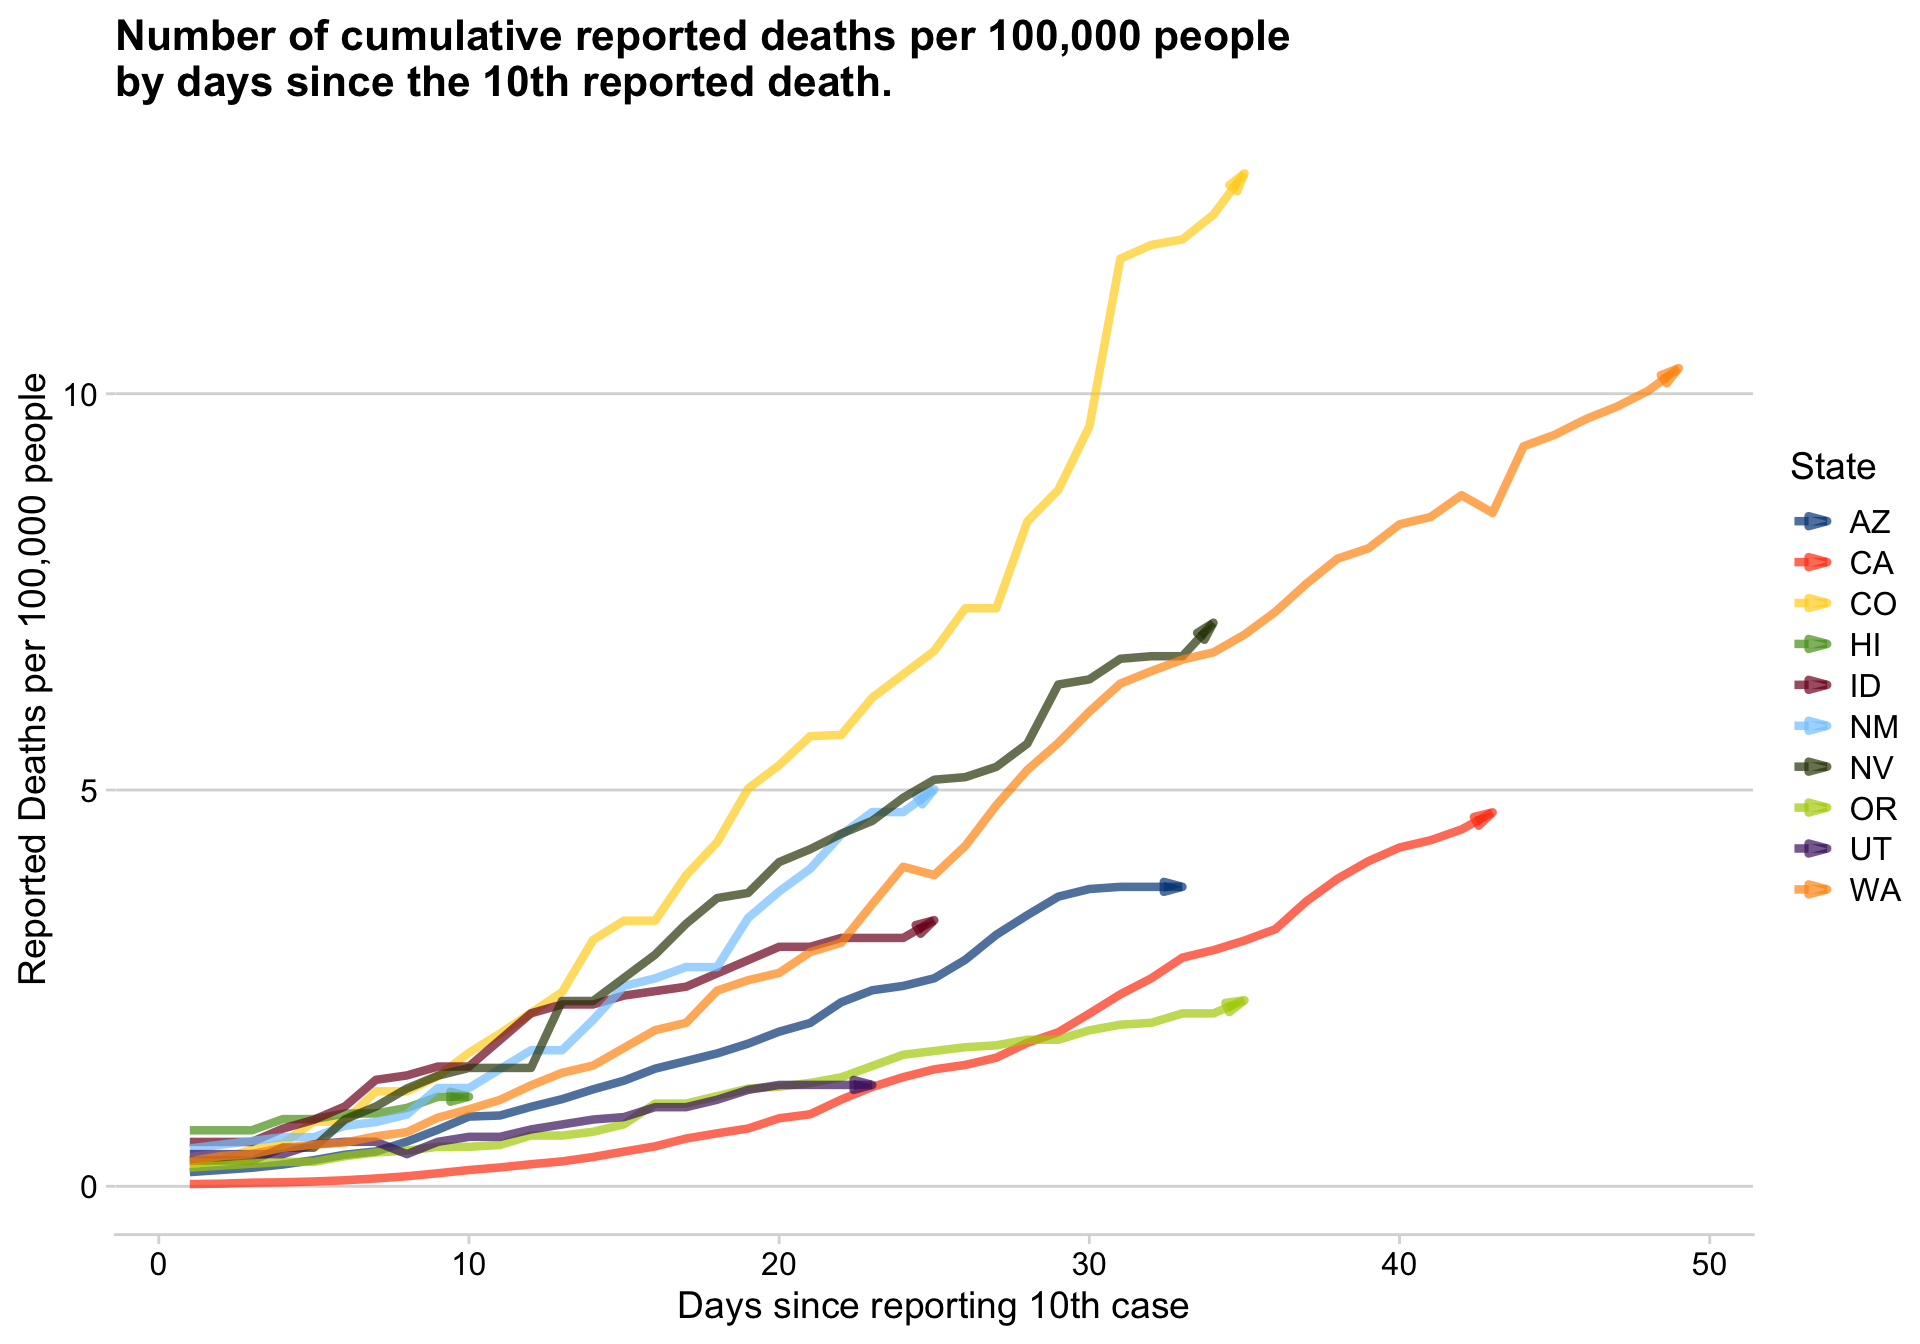 Number of cumulative reported deaths per 100,000 people
by days since the 10th reported death.
Reported Deaths per 100,000 people
10
5
0
0
10
20
30
40
50
Days since reporting 10th case
State
AZ
CA
CO
HI
ID
NM
NV
OR
UT
WA